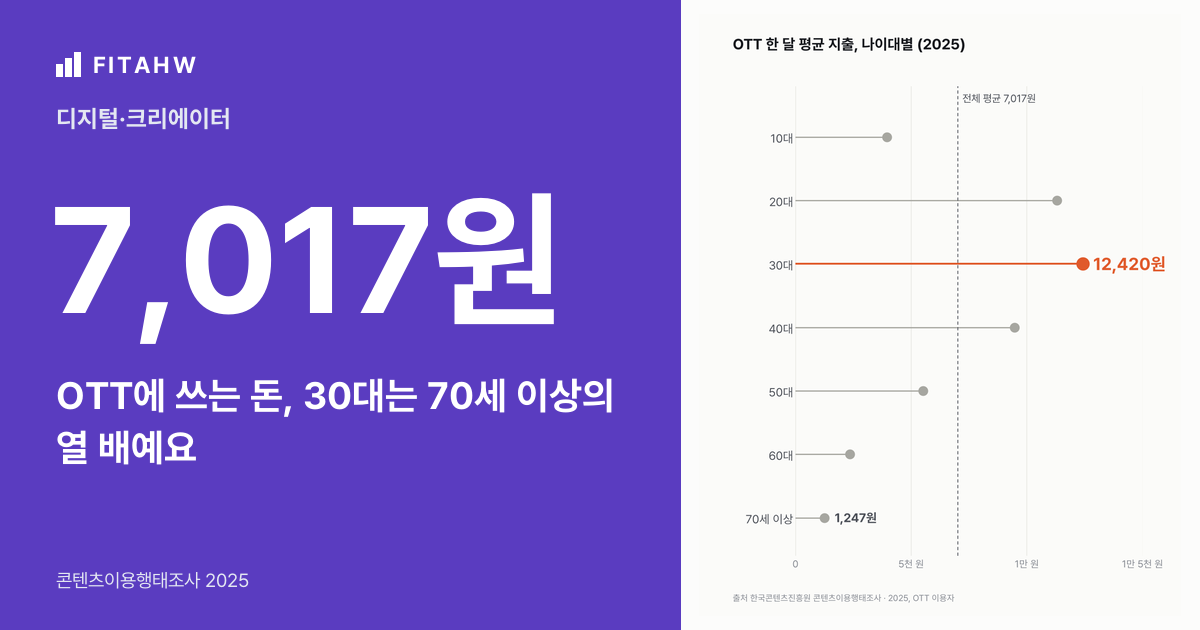 FITAHW
디지털·크리에이터
7,017원
OTT에 쓰는 돈, 30대는 70세 이상의
열 배예요
콘텐츠이용행태조사 2025
OTT 한 달 평균 지출, 나이대별 (2025)
전체 평균 7,017원
10대
20대
30대 12,420원
40대
50대
60대
70세 이상 1,247원
0 5천 원 1만 원 1만 5천 원
출처 한국콘텐츠진흥원 콘텐츠이용행태조사 · 2025, OTT 이용자